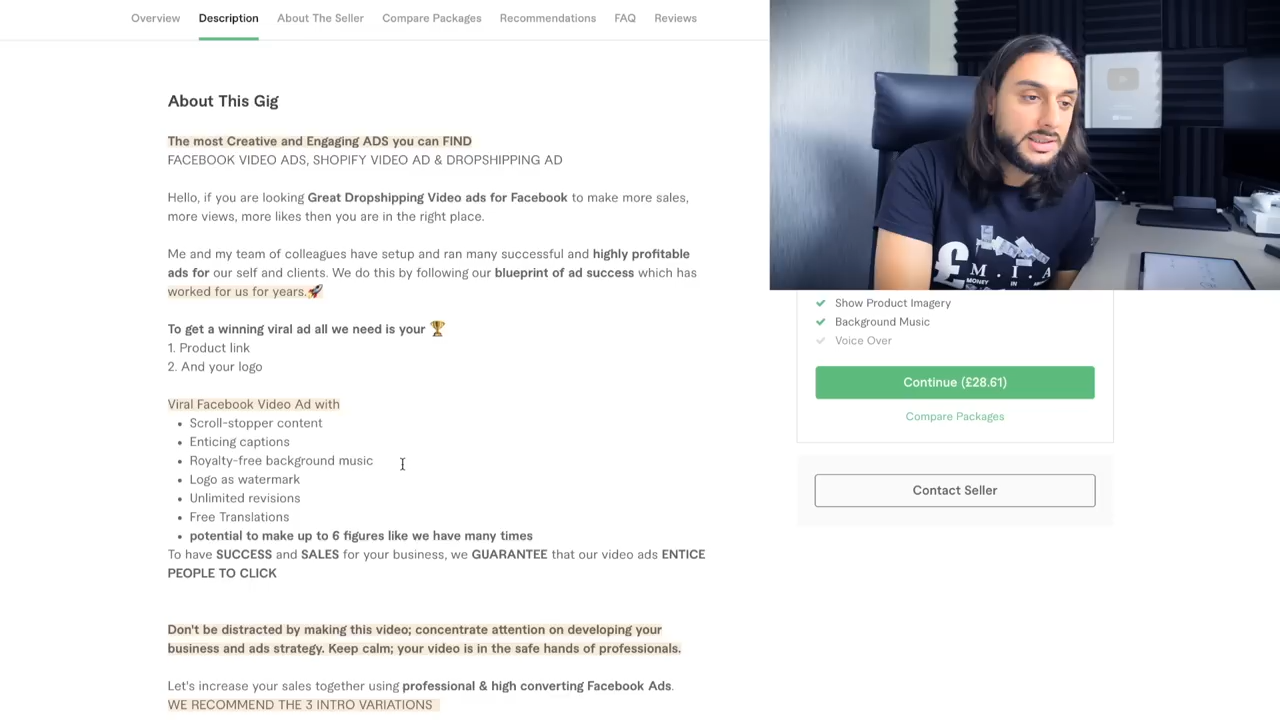 Overview Description About The Seller Compare Packages Recommendations FAQ Reviews
About This Gig
The most Creative and Engaging ADS you can FIND
FACEBOOK VIDEO ADS, SHOPIFY VIDEO AD & DROPSHIPPING AD
Hello, if you are looking Great Dropshipping Video ads for Facebook to make more sales,
more views, more likes then you are in the right place.
Me and my team of colleagues have setup and ran many successful and highly profitable
ads for our self and clients. We do this by following our blueprint of ad success which has
worked for us for years.🚀
To get a winning viral ad all we need is your 🏆
1. Product link
2. And your logo
Viral Facebook Video Ad with
• Scroll-stopper content
• Enticing captions
• Royalty-free background music
• Logo as watermark
• Unlimited revisions
• Free Translations
• potential to make up to 6 figures like we have many times
To have SUCCESS and SALES for your business, we GUARANTEE that our video ads ENTICE
PEOPLE TO CLICK
Don't be distracted by making this video; concentrate attention on developing your
business and ads strategy. Keep calm; your video is in the safe hands of professionals.
Let's increase your sales together using professional & high converting Facebook Ads.
WE RECOMMEND THE 3 INTRO VARIATIONS
£ M.I.A
MONEY IN
Show Product Imagery
Background Music
Voice Over
Continue (£28.61)
Compare Packages
Contact Seller